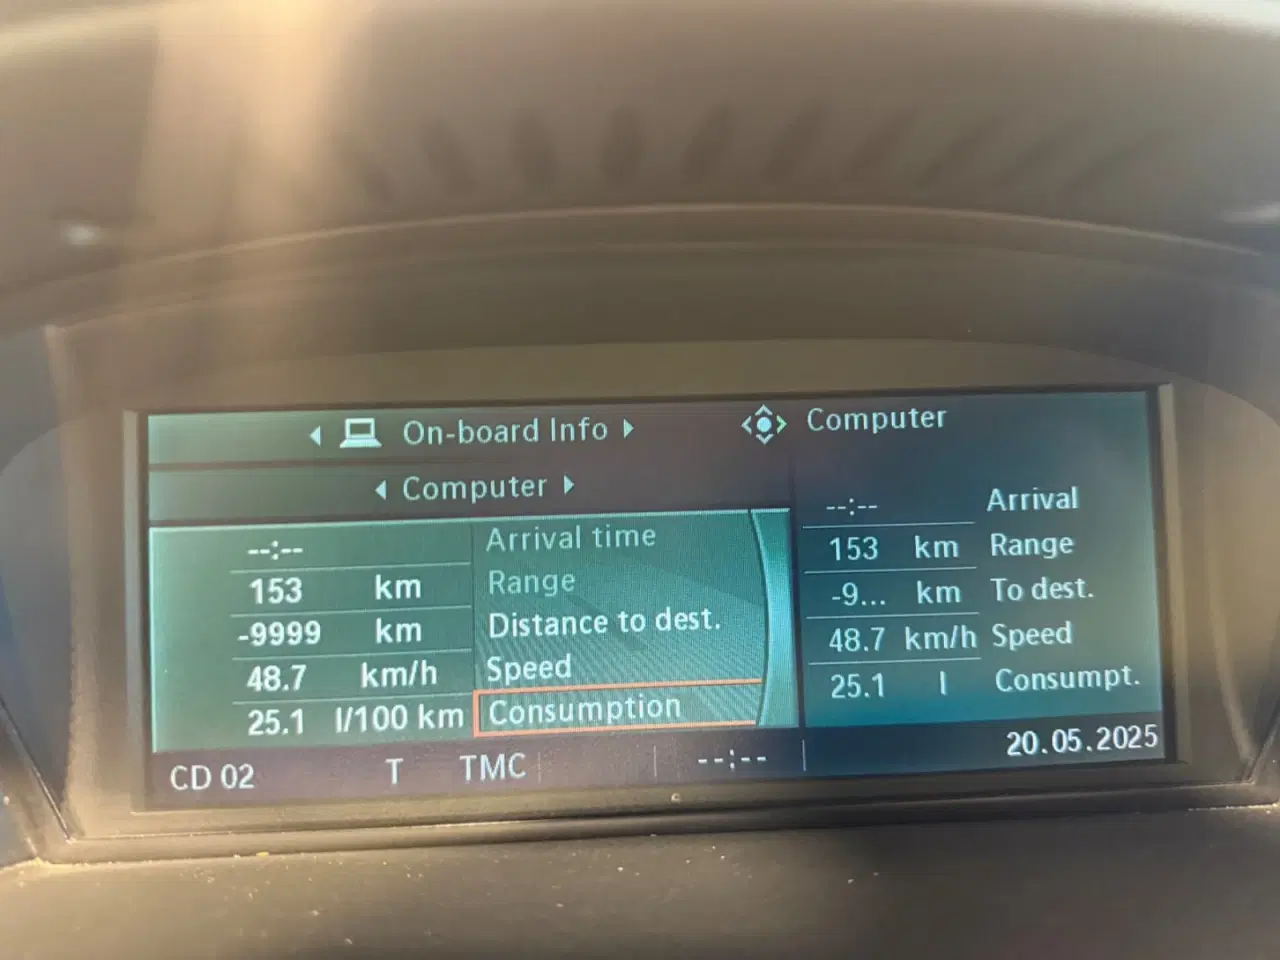 On-board Info
Computer
--:-- Arrival time
153 km Range
-9999 km Distance to dest.
48.7 km/h Speed
25.1 l/100 km Consumption
Computer
--:-- Arrival
153 km Range
-9... km To dest.
48.7 km/h Speed
25.1 l Consumpt.
CD 02 T TMC --:-- 20.05.2025